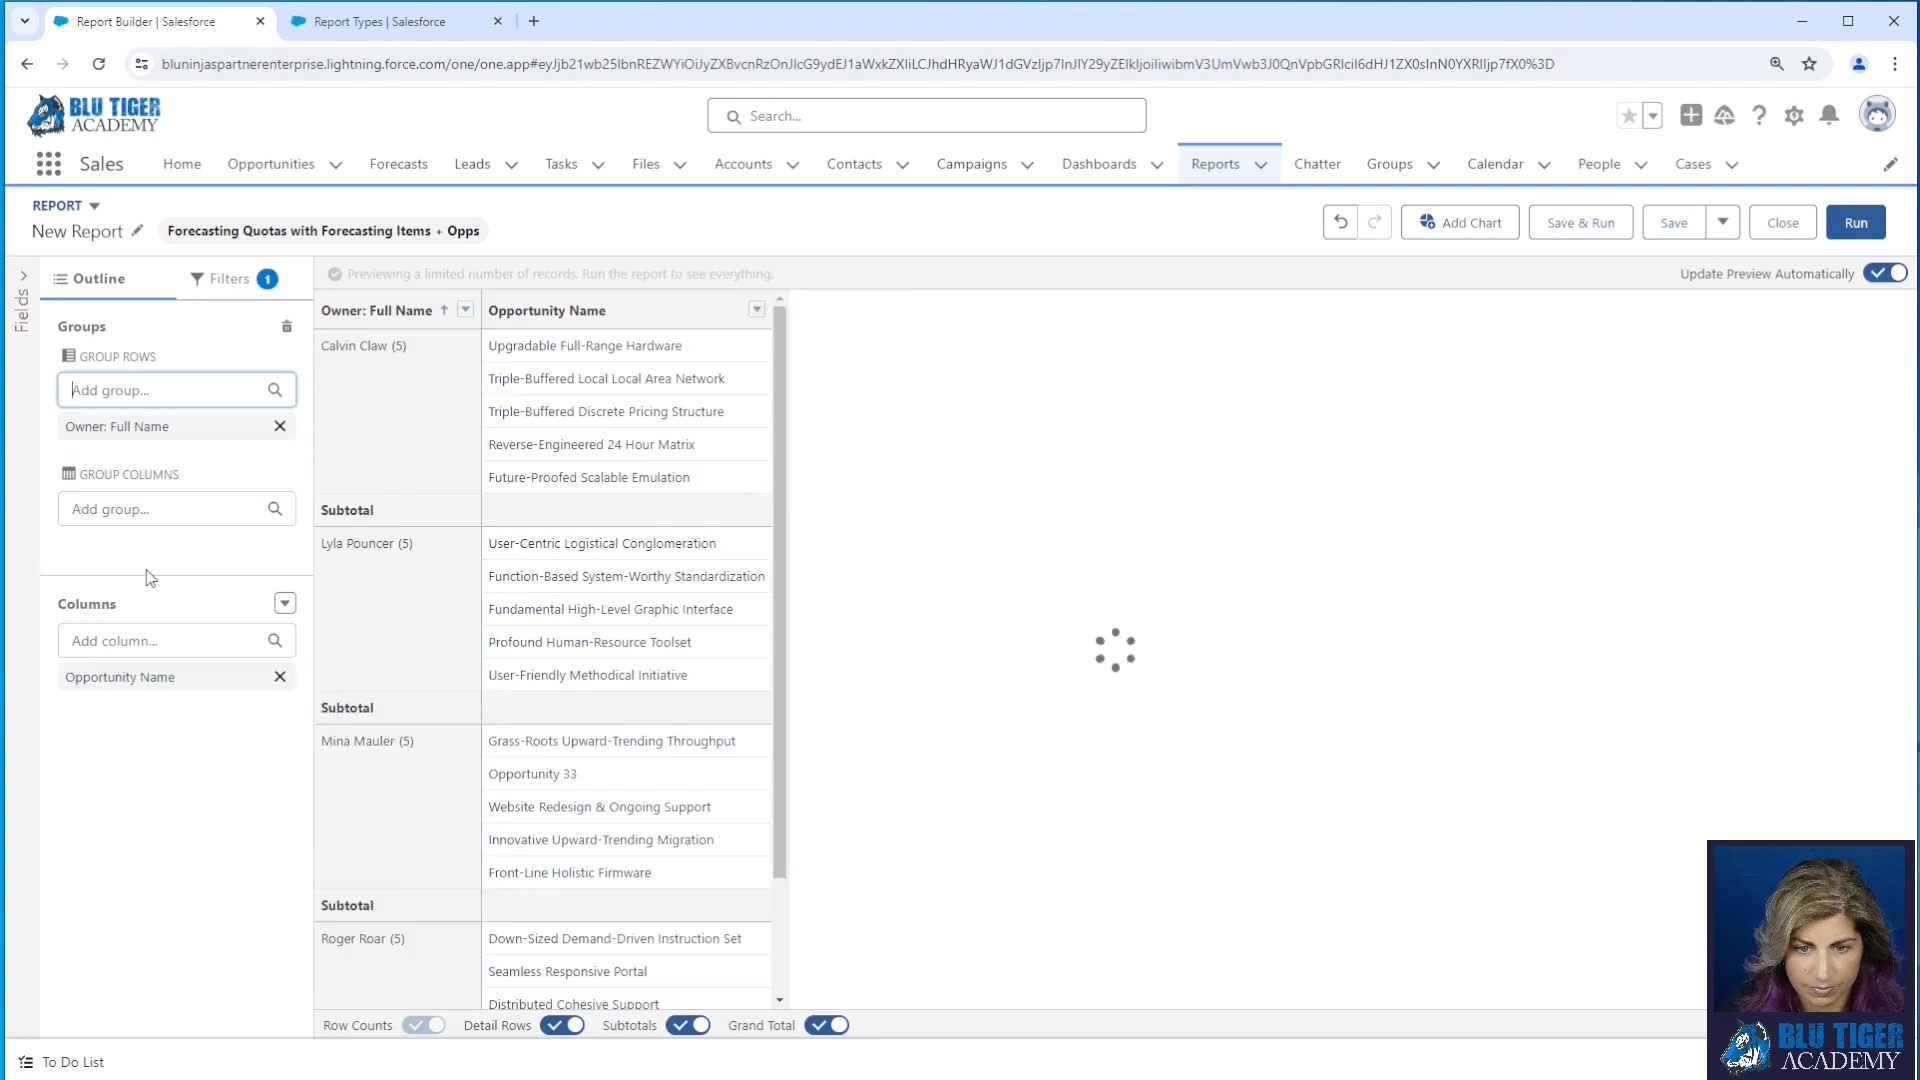 Report Builder | Salesforce
Report Types | Salesforce
bluninjaspartnerenterprise.lightning.force.com/one/one.app#eyJjb21wb25lbnREZWYiOiJyZXBvcnRzOnJlcG9ydEJ1aWxkZXIiLCJhdHRyaWJ1dGVzIjp7InJlY29yZElkIjoiIiwibmV3UmVwb3J0QnVpbGRlciI6dHJ1ZX0sInN0YXRlIjp7fX0%3D
BLU TIGER
ACADEMY
Search...
Sales
Home
Opportunities
Forecasts
Leads
Tasks
Files
Accounts
Contacts
Campaigns
Dashboards
Reports
Chatter
Groups
Calendar
People
Cases
REPORT
New Report
Forecasting Quotas with Forecasting Items + Opps
Add Chart
Save & Run
Save
Close
Run
Fields
Outline
Filters
1
Previewing a limited number of records. Run the report to see everything.
Update Preview Automatically
Groups
GROUP ROWS
Add group...
Owner: Full Name
GROUP COLUMNS
Add group...
Columns
Add column...
Opportunity Name
Owner: Full Name ↑
Opportunity Name
Calvin Claw (5)
Upgradable Full-Range Hardware
Triple-Buffered Local Local Area Network
Triple-Buffered Discrete Pricing Structure
Reverse-Engineered 24 Hour Matrix
Future-Proofed Scalable Emulation
Subtotal
Lyla Pouncer (5)
User-Centric Logistical Conglomeration
Function-Based System-Worthy Standardization
Fundamental High-Level Graphic Interface
Profound Human-Resource Toolset
User-Friendly Methodical Initiative
Subtotal
Mina Mauler (5)
Grass-Roots Upward-Trending Throughput
Opportunity 33
Website Redesign & Ongoing Support
Innovative Upward-Trending Migration
Front-Line Holistic Firmware
Subtotal
Roger Roar (5)
Down-Sized Demand-Driven Instruction Set
Seamless Responsive Portal
Distributed Cohesive Support
Row Counts
Detail Rows
Subtotals
Grand Total
To Do List
BLU TIGER
ACADEMY